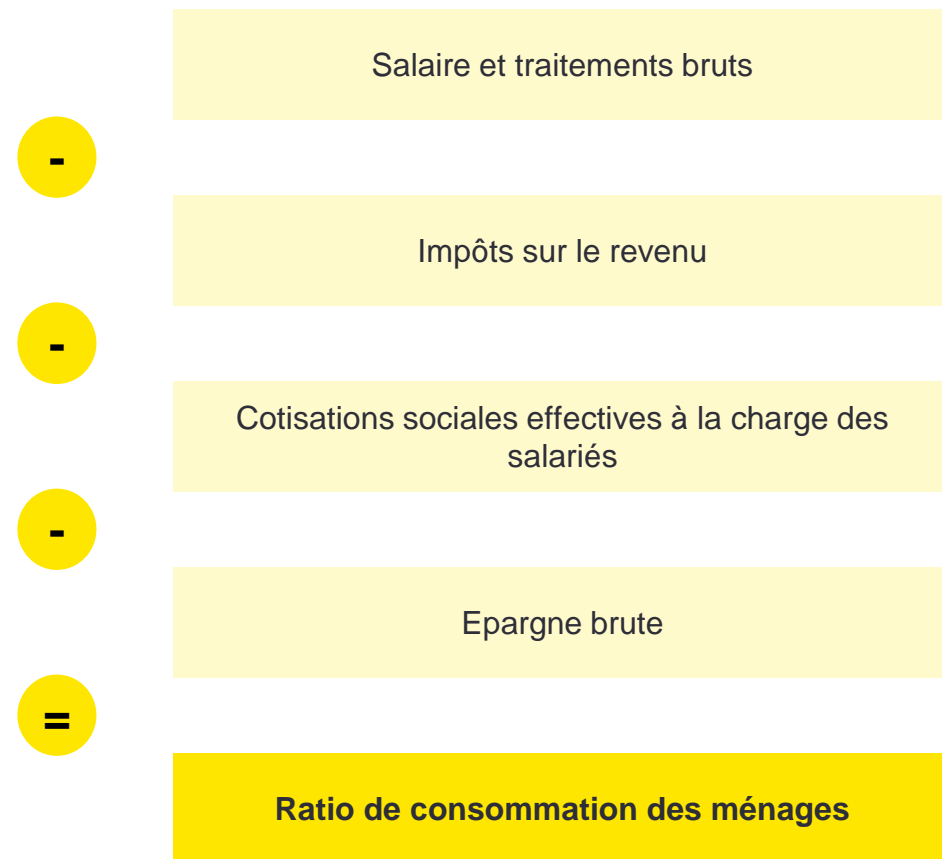 Salaire et traitements bruts
-
Impôts sur le revenu
-
Cotisations sociales effectives à la charge des
salariés
-
Epargne brute
=
Ratio de consommation des ménages